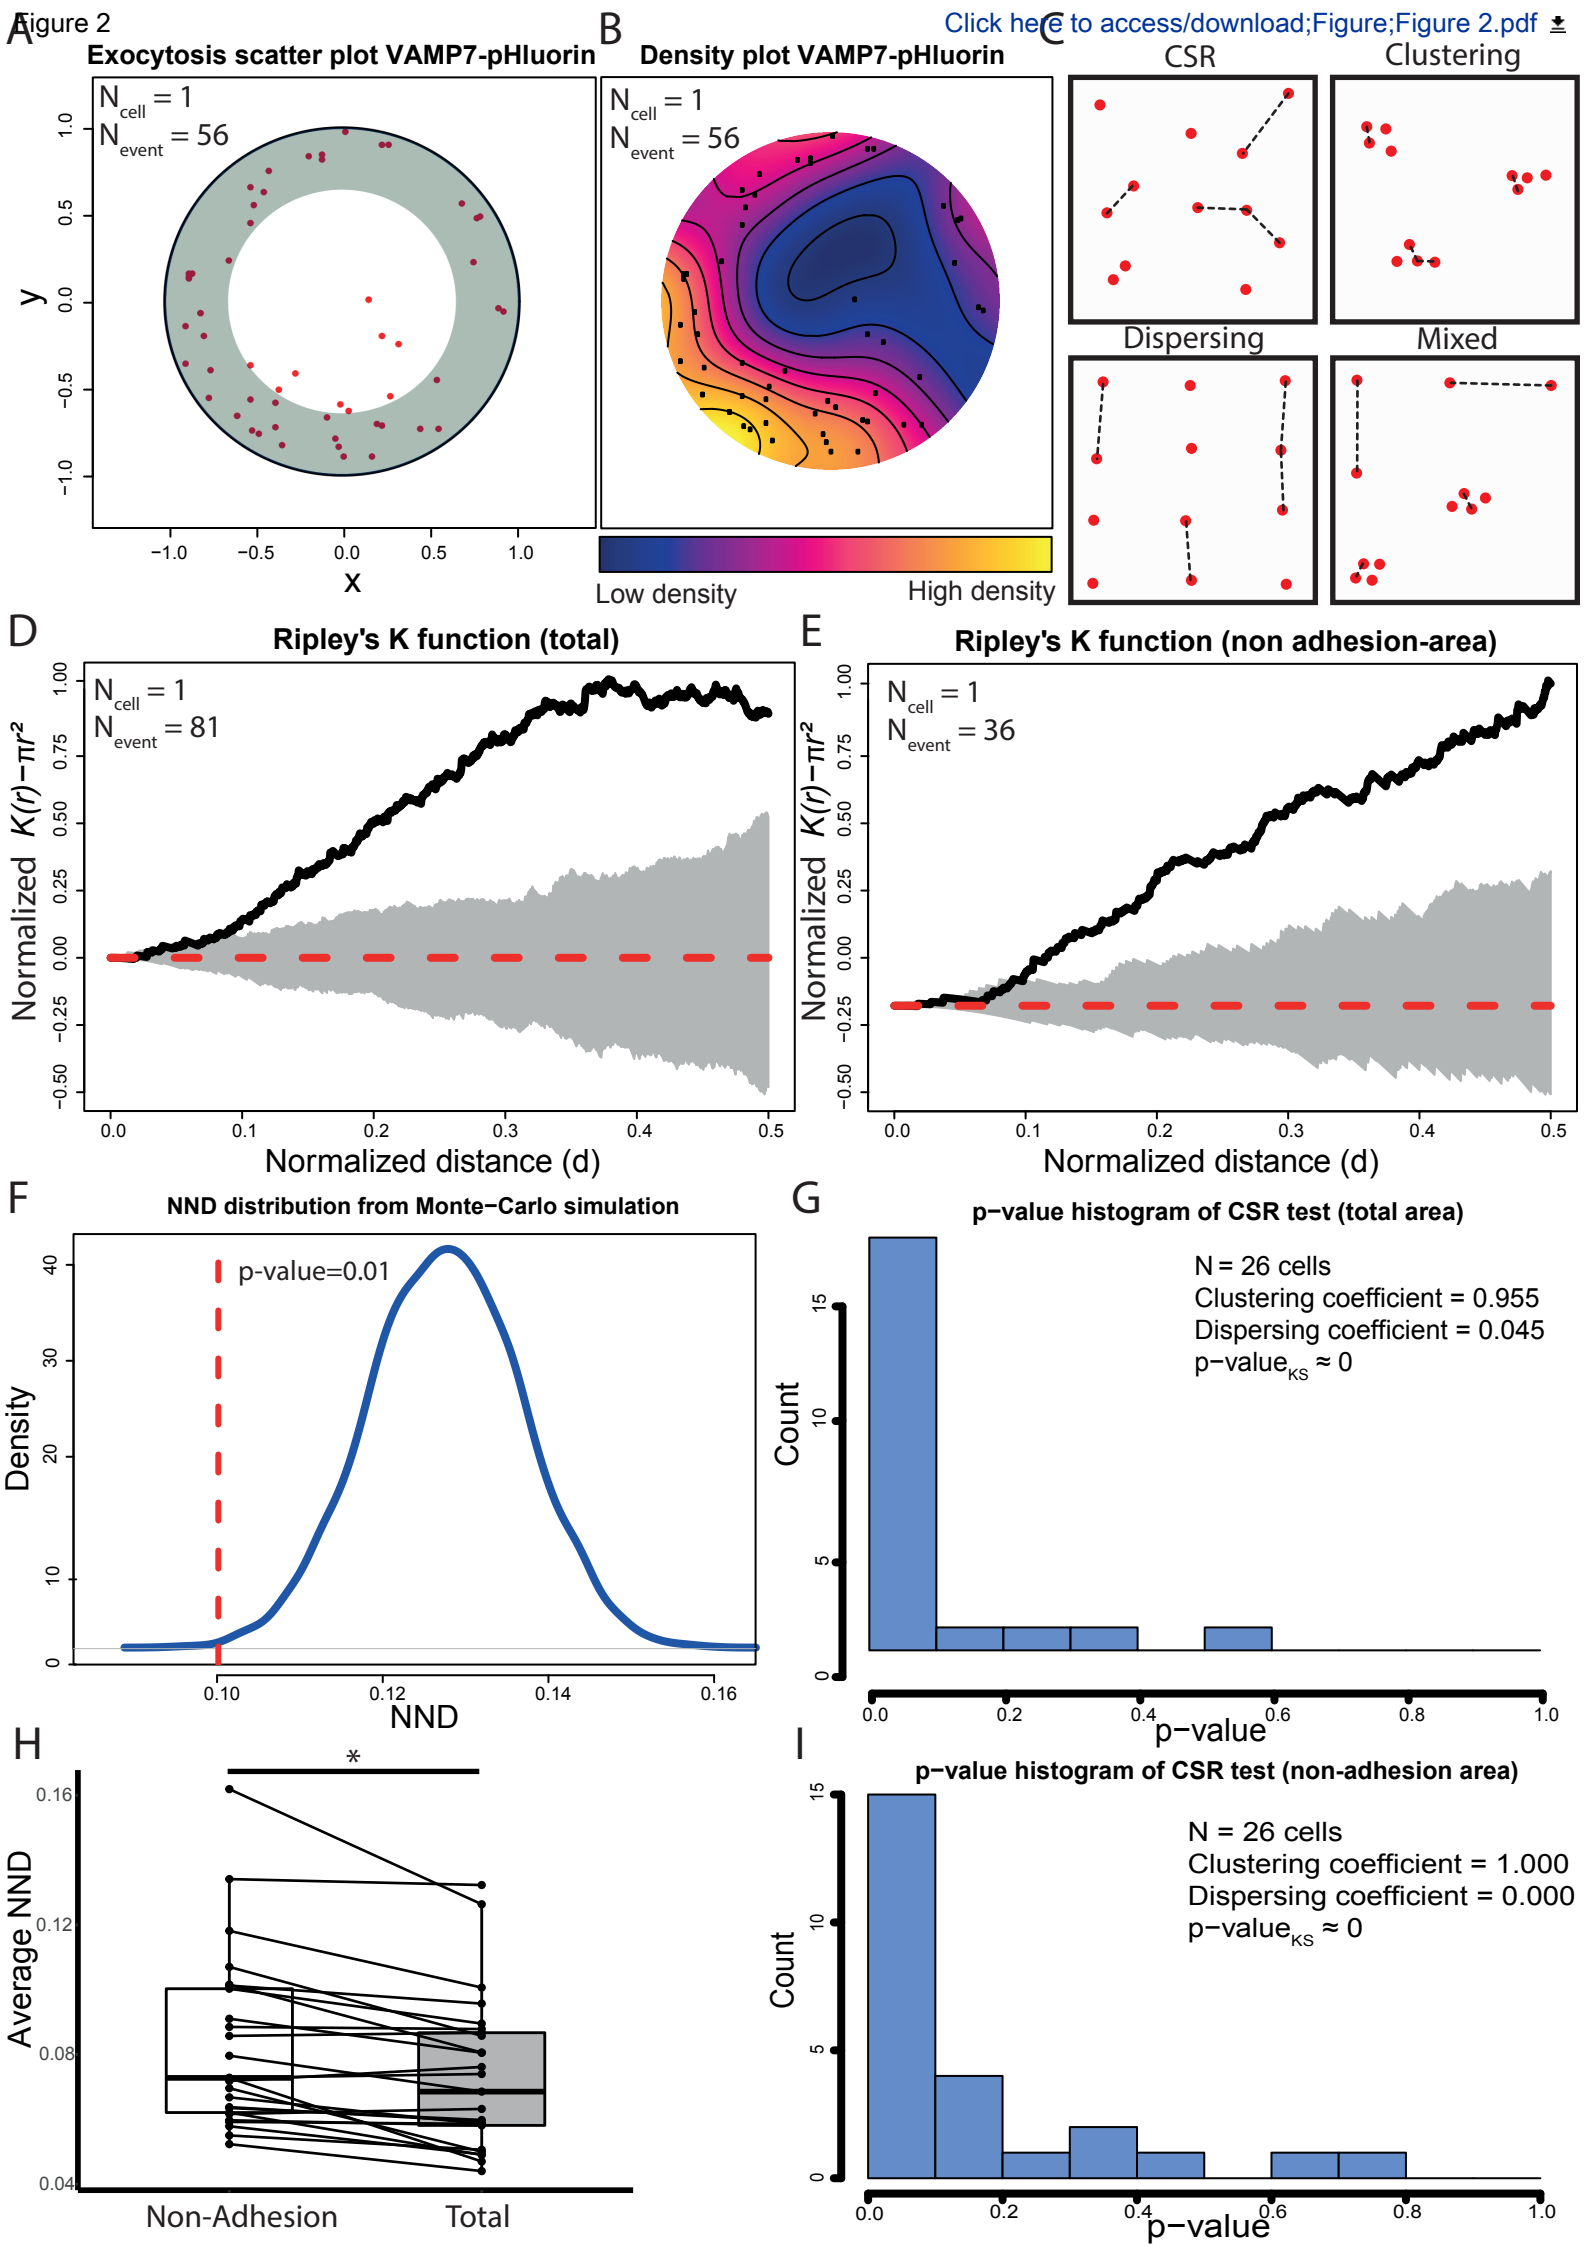 Figure 2
Click here to access/download;Figure;Figure 2.pdf
A
Exocytosis scatter plot VAMP7-pHluorin
N_cell = 1
N_event = 56
y
1.0
0.5
0.0
−0.5
−1.0
−1.0 −0.5 0.0 0.5 1.0
x
B
Density plot VAMP7-pHluorin
N_cell = 1
N_event = 56
Low density
High density
C
CSR
Clustering
Dispersing
Mixed
D
Ripley's K function (total)
N_cell = 1
N_event = 81
Normalized K(r)−πr²
1.00
0.75
0.50
0.25
0.00
−0.25
−0.50
0.0 0.1 0.2 0.3 0.4 0.5
Normalized distance (d)
E
Ripley's K function (non adhesion-area)
N_cell = 1
N_event = 36
Normalized K(r)−πr²
1.00
0.75
0.50
0.25
0.00
−0.25
−0.50
0.0 0.1 0.2 0.3 0.4 0.5
Normalized distance (d)
F
NND distribution from Monte−Carlo simulation
p-value=0.01
Density
40
30
20
10
0
0.10 0.12 0.14 0.16
NND
G
p−value histogram of CSR test (total area)
N = 26 cells
Clustering coefficient = 0.955
Dispersing coefficient = 0.045
p−value_KS ≈ 0
Count
15
10
5
0
0.0 0.2 0.4 0.6 0.8 1.0
p−value
H
*
Average NND
0.16
0.12
0.08
0.04
Non-Adhesion Total
I
p−value histogram of CSR test (non-adhesion area)
N = 26 cells
Clustering coefficient = 1.000
Dispersing coefficient = 0.000
p−value_KS ≈ 0
Count
15
10
5
0
0.0 0.2 0.4 0.6 0.8 1.0
p−value